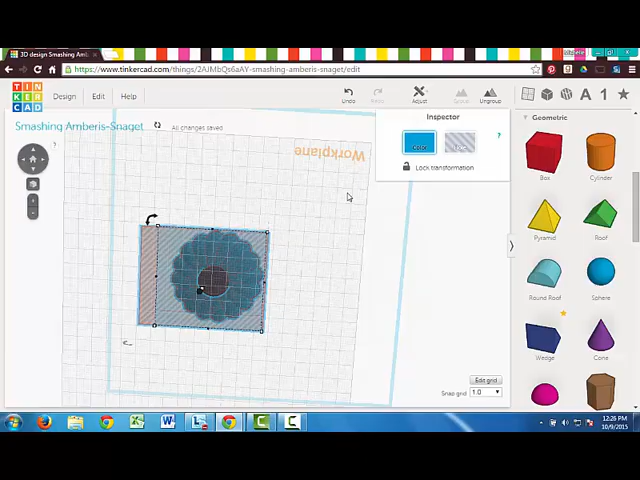 3D design Smashing Amb
Michele
https://www.tinkercad.com/things/2AJMbQs6aAY-smashing-amberis-snaget/edit
TIN
KER
CAD
Design
Edit
Help
Undo
Redo
Adjust
Group
Ungroup
Smashing Amberis-Snaget
All changes saved
?
Workplane
Inspector
Color
Hole
?
Lock transformation
Geometric
Box
Cylinder
Pyramid
Roof
Round Roof
Sphere
Wedge
Cone
Edit grid
Snap grid
1.0
12:26 PM
10/9/2015